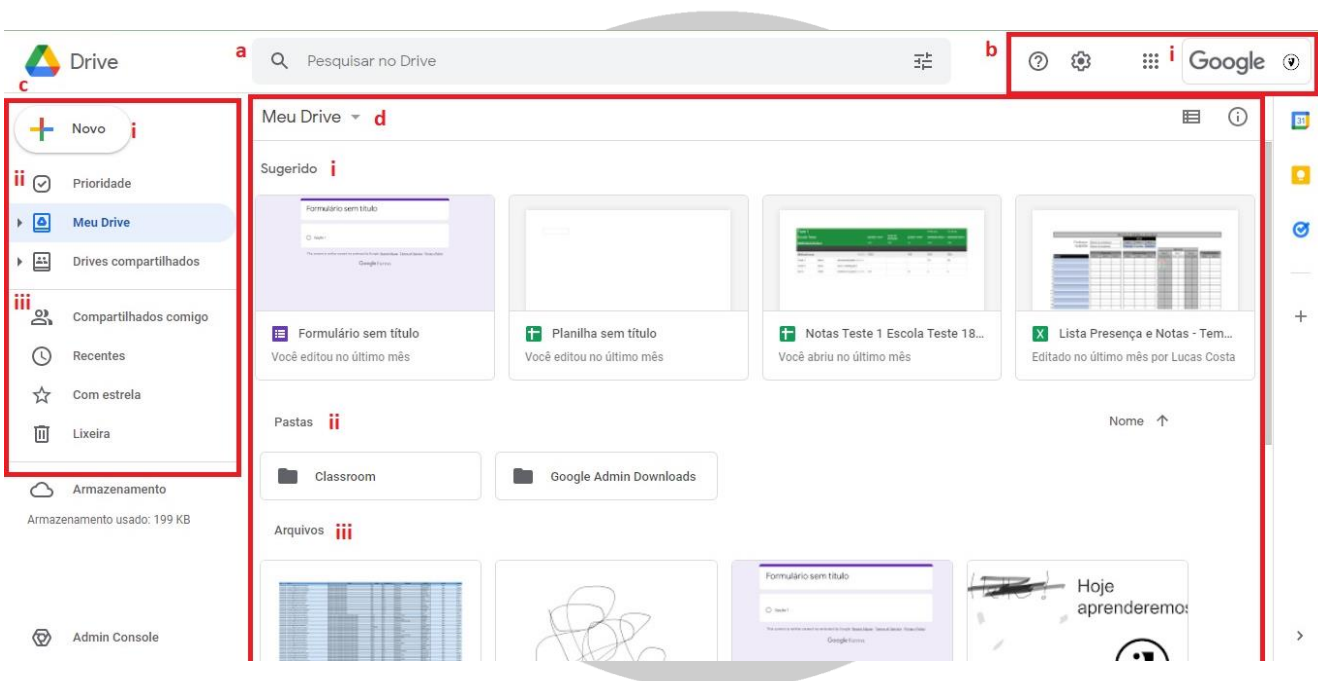 Drive
a
Pesquisar no Drive
b
i
Google
c
Novo
i
ii
Prioridade
Meu Drive
Drives compartilhados
iii
Compartilhados comigo
Recentes
Com estrela
Lixeira
Armazenamento
Armazenamento usado: 199 KB
Admin Console
Meu Drive
d
31
Sugerido
i
Formulário sem título
Google
Formulário sem título
Você editou no último mês
Planilha sem título
Você editou no último mês
Notas Teste 1 Escola Teste 18...
Você abriu no último mês
X
Lista Presença e Notas - Tem...
Editado no último mês por Lucas Costa
Pastas
ii
Nome
Classroom
Google Admin Downloads
Arquivos
iii
Formulário sem título
Google
Hoje
aprenderemos